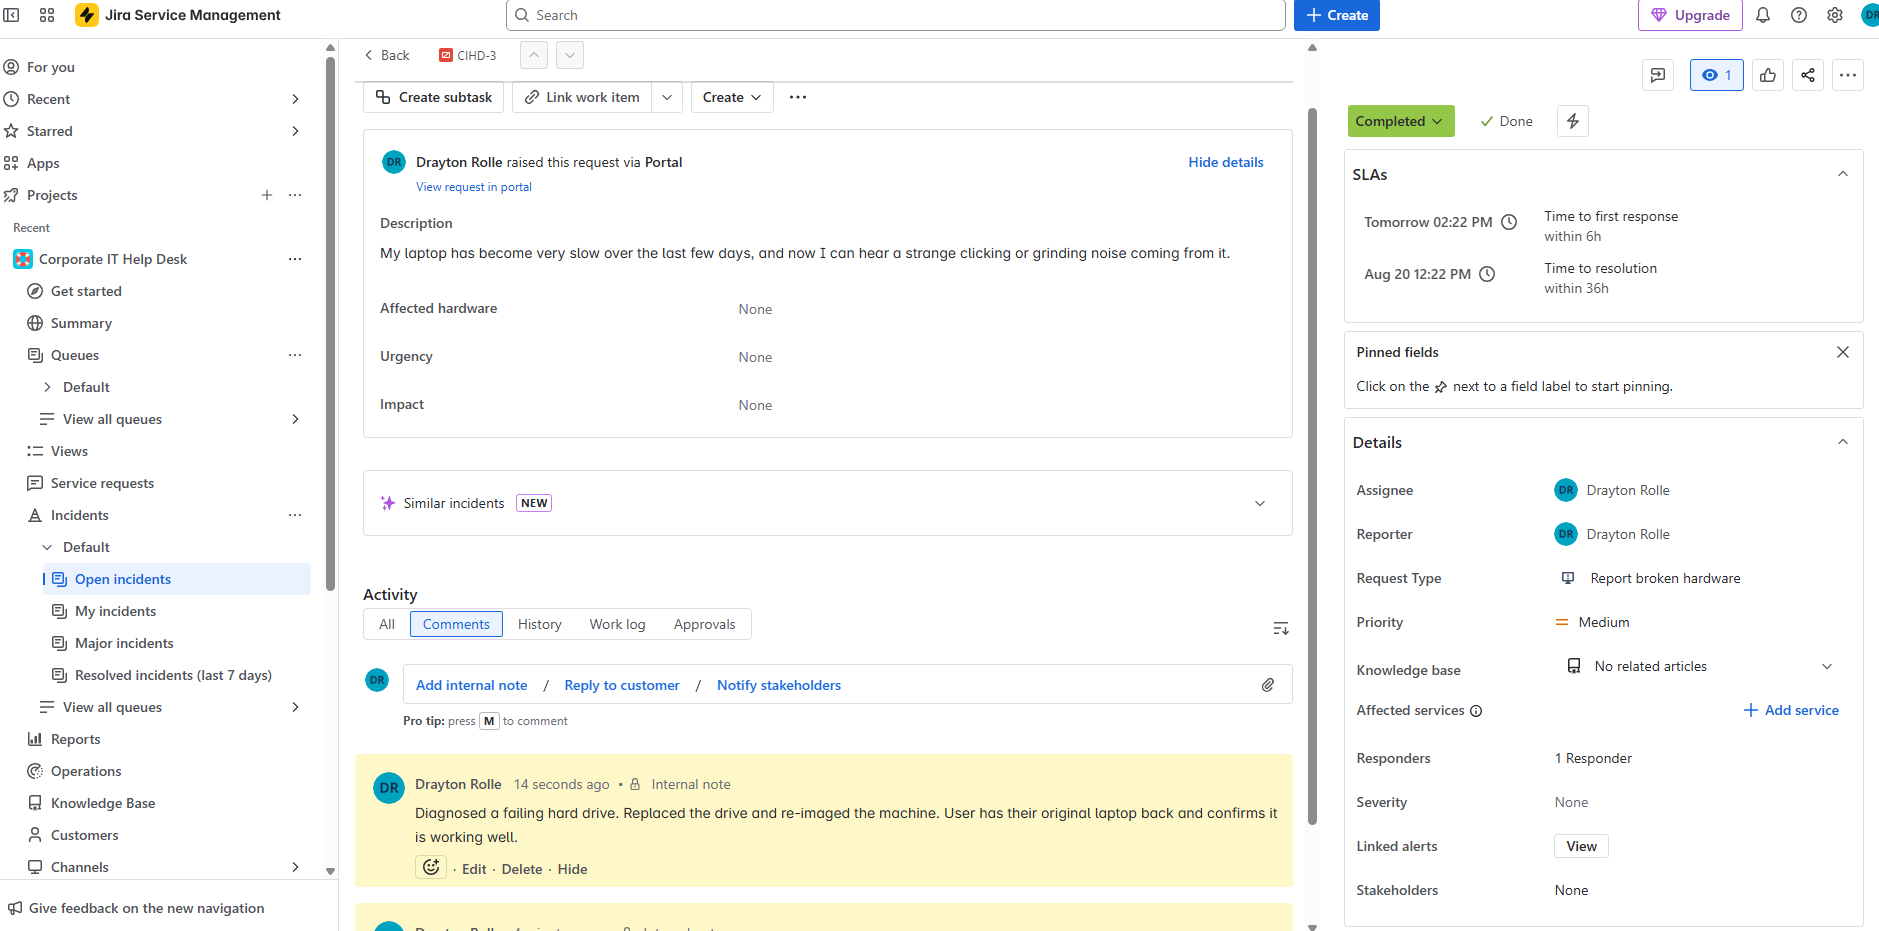 Jira Service Management
Search
Create
Upgrade
DR
For you
Recent
Starred
Apps
Projects
Recent
Corporate IT Help Desk
Get started
Summary
Queues
Default
View all queues
Views
Service requests
Incidents
Default
Open incidents
My incidents
Major incidents
Resolved incidents (last 7 days)
View all queues
Reports
Operations
Knowledge Base
Customers
Channels
Give feedback on the new navigation
Back
CIHD-3
Create subtask
Link work item
Create
DR
Drayton Rolle raised this request via Portal
Hide details
View request in portal
Description
My laptop has become very slow over the last few days, and now I can hear a strange clicking or grinding noise coming from it.
Affected hardware None
Urgency None
Impact None
Similar incidents NEW
Activity
All Comments History Work log Approvals
DR
Add internal note / Reply to customer / Notify stakeholders
Pro tip: press M to comment
DR
Drayton Rolle 14 seconds ago • Internal note
Diagnosed a failing hard drive. Replaced the drive and re-imaged the machine. User has their original laptop back and confirms it
is working well.
· Edit · Delete · Hide
1
Completed
Done
SLAs
Tomorrow 02:22 PM Time to first response
within 6h
Aug 20 12:22 PM Time to resolution
within 36h
Pinned fields
Click on the next to a field label to start pinning.
Details
Assignee DR Drayton Rolle
Reporter DR Drayton Rolle
Request Type Report broken hardware
Priority Medium
Knowledge base No related articles
Affected services Add service
Responders 1 Responder
Severity None
Linked alerts View
Stakeholders None